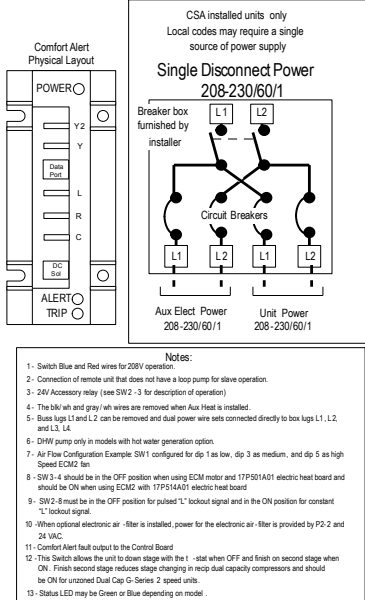 Comfort Alert
Physical Layout
POWER
Y2
Y
Data
Port
L
R
C
DC
Sol
ALERT
TRIP
CSA installed units only
Local codes may require a single
source of power supply
Single Disconnect Power
208-230/60/1
Breaker box
furnished by
installer
L1
L2
Circuit Breakers
L1
L2
L1
L2
Aux Elect Power
208-230/60/1
Unit Power
208-230/60/1
Notes:
1 - Switch Blue and Red wires for 208V operation.
2 - Connection of remote unit that does not have a loop pump for slave operation.
3 - 24V Accessory relay (see SW2 -3 for description of operation)
4 - The blk/ wh and gray/ wh wires are removed when Aux Heat is installed.
5 - Buss lugs L1 and L2 can be removed and dual power wire sets connected directly to box lugs L1, L2,
and L3, L4.
6 - DHW pump only in models with hot water generation option.
7 - Air Flow Configuration Example: SW1 configured for dip 1 as low, dip 3 as medium, and dip 5 as high
Speed ECM2 fan
8 - SW3-4 should be in the OFF position when using ECM motor and 17P501A01 electric heat board and
should be ON when using ECM2 with 17P514A01 electric heat board
9 - SW2-8 must be in the OFF position for pulsed "L" lockout signal and in the ON position for constant
"L" lockout signal.
10 -When optional electronic air -filter is installed, power for the electronic air -filter is provided by P2-2 and
24 VAC.
11 - Comfort Alert fault output to the Control Board
12 -This Switch allows the unit to down stage with the t -stat when OFF and finish on second stage when
ON. Finish second stage reduces stage changing in recip dual capacity compressors and should
be ON for unzoned Dual Cap G-Series 2 speed units.
13 - Status LED may be Green or Blue depending on model .